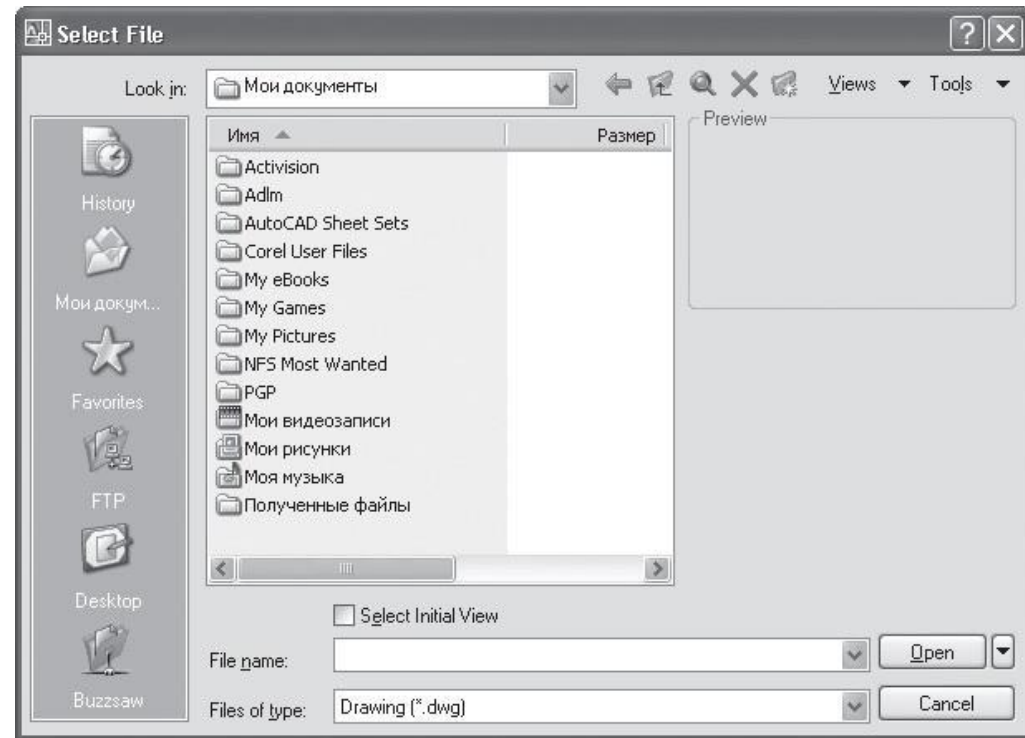 Select File
Look in:
Мои документы
Views
Tools
History
Мои докум...
Favorites
FTP
Desktop
Buzzsaw
Имя
Размер
Activision
Adlm
AutoCAD Sheet Sets
Corel User Files
My eBooks
My Games
My Pictures
NFS Most Wanted
PGP
Мои видеозаписи
Мои рисунки
Моя музыка
Полученные файлы
Preview
Select Initial View
File name:
Open
Files of type:
Drawing (*.dwg)
Cancel